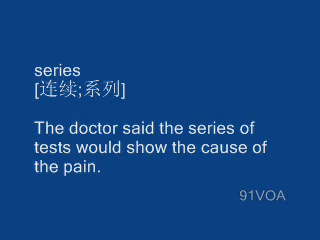 series
[连续;系列]
The doctor said the series of
tests would show the cause of
the pain.
91VOA